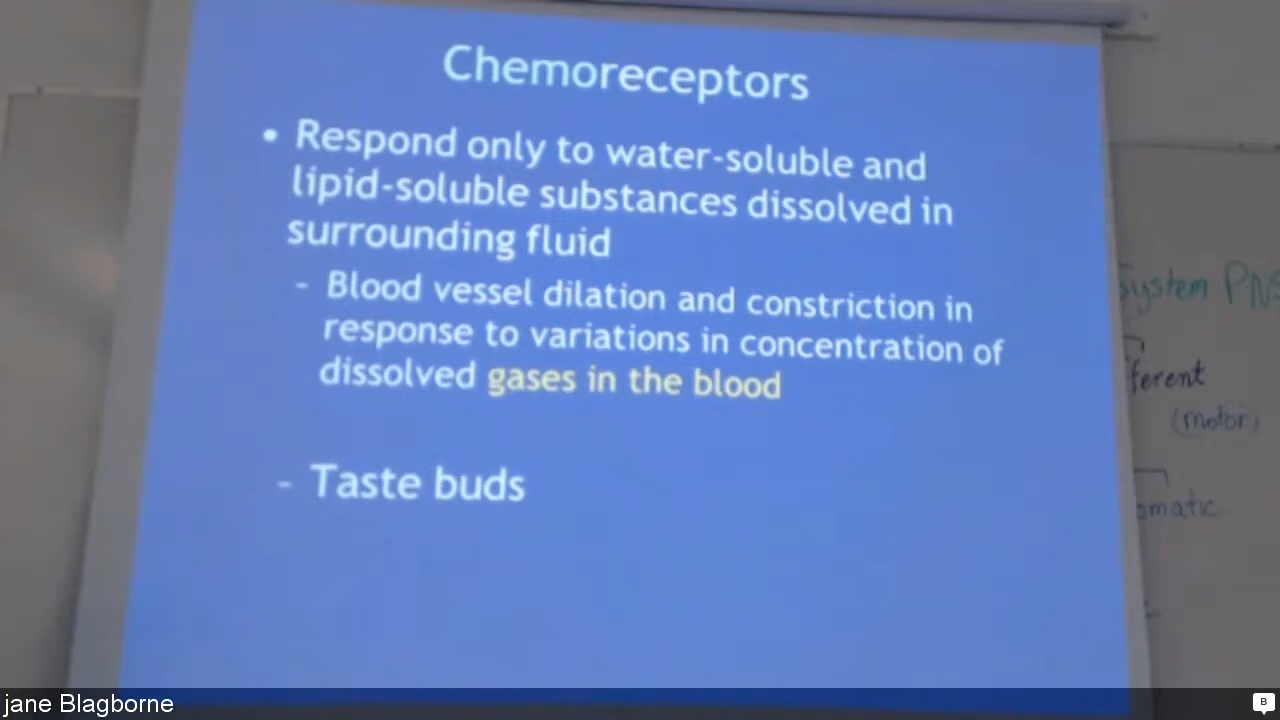 Chemoreceptors
• Respond only to water-soluble and
lipid-soluble substances dissolved in
surrounding fluid
- Blood vessel dilation and constriction in
response to variations in concentration of
dissolved gases in the blood
- Taste buds
System PNS
ferent
(motor)
omatic
jane Blagborne
B